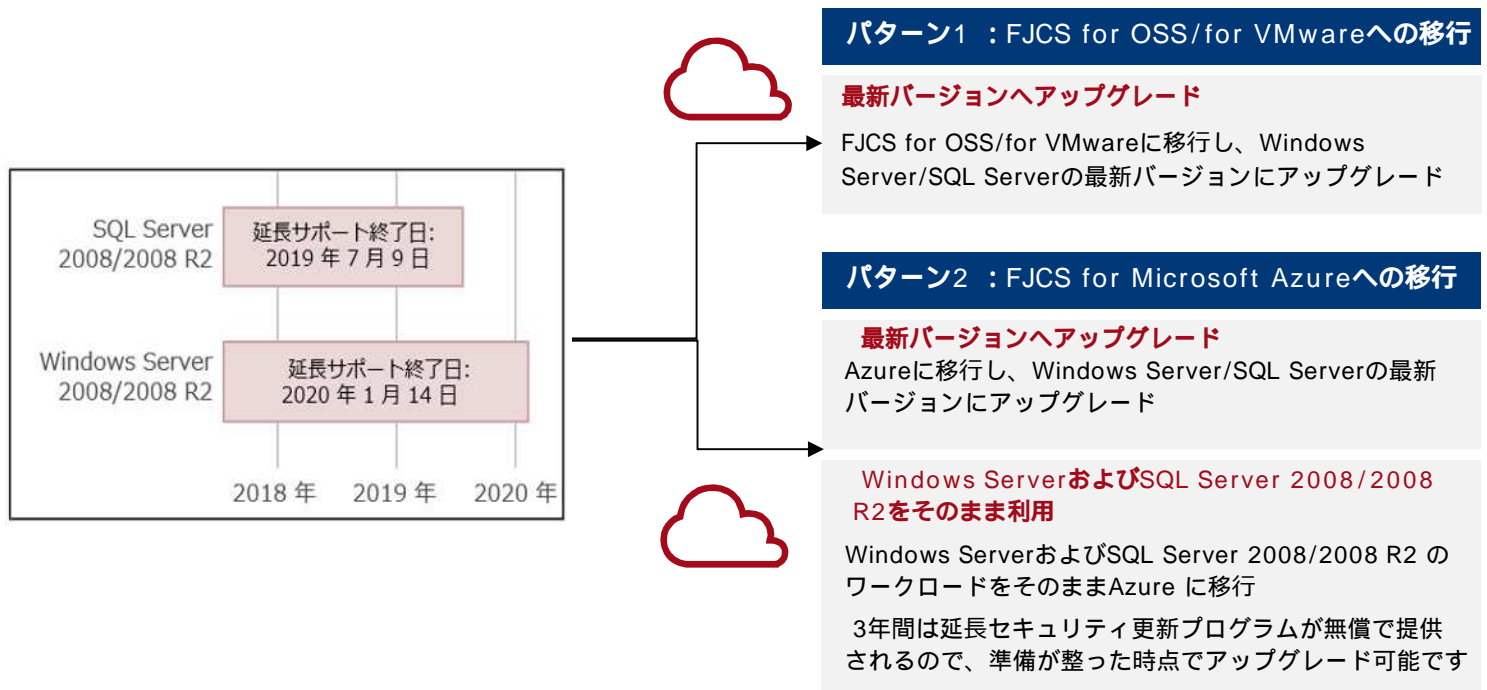 SQL Server
2008/2008 R2
延長サポート終了日:
2019 年 7 月 9 日
Windows Server
2008/2008 R2
延長サポート終了日:
2020 年 1 月 14 日
2018 年
2019 年
2020 年
パターン1 :FJCS for OSS/for VMwareへの移行
最新バージョンへアップグレード
FJCS for OSS/for VMwareに移行し、Windows
Server/SQL Serverの最新バージョンにアップグレード
パターン2 :FJCS for Microsoft Azureへの移行
最新バージョンへアップグレード
Azureに移行し、Windows Server/SQL Serverの最新
バージョンにアップグレード
Windows ServerおよびSQL Server 2008/2008
R2をそのまま利用
Windows ServerおよびSQL Server 2008/2008 R2 の
ワークロードをそのままAzure に移行
3年間は延長セキュリティ更新プログラムが無償で提供
されるので、準備が整った時点でアップグレード可能です